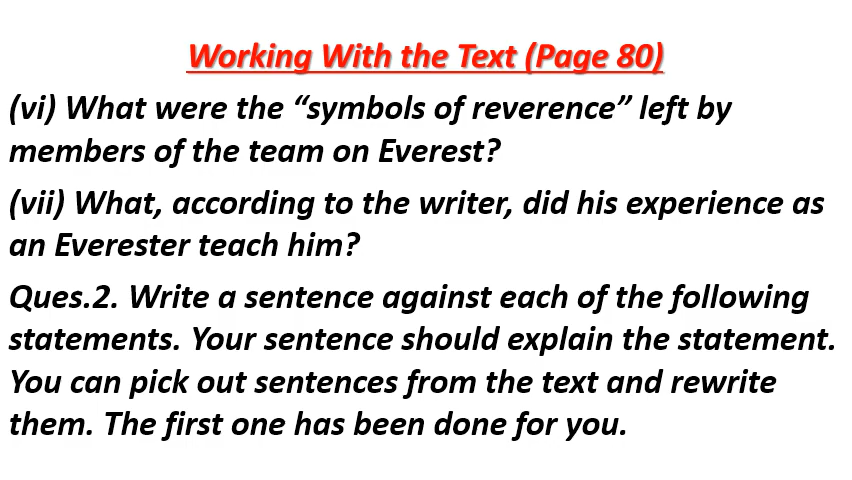 Working With the Text (Page 80)
(vi) What were the “symbols of reverence” left by
members of the team on Everest?
(vii) What, according to the writer, did his experience as
an Everester teach him?
Ques.2. Write a sentence against each of the following
statements. Your sentence should explain the statement.
You can pick out sentences from the text and rewrite
them. The first one has been done for you.